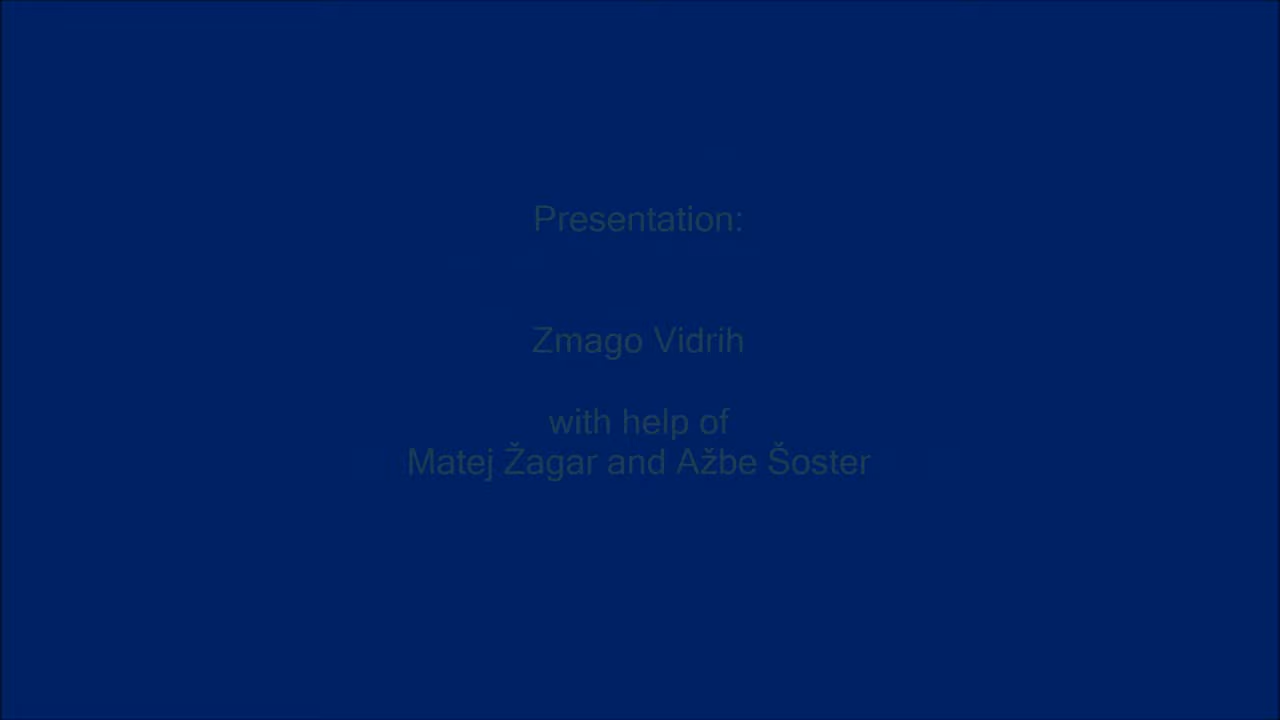 Presentation:
Zmago Vidrih
with help of
Matej Žagar and Ažbe Šoster